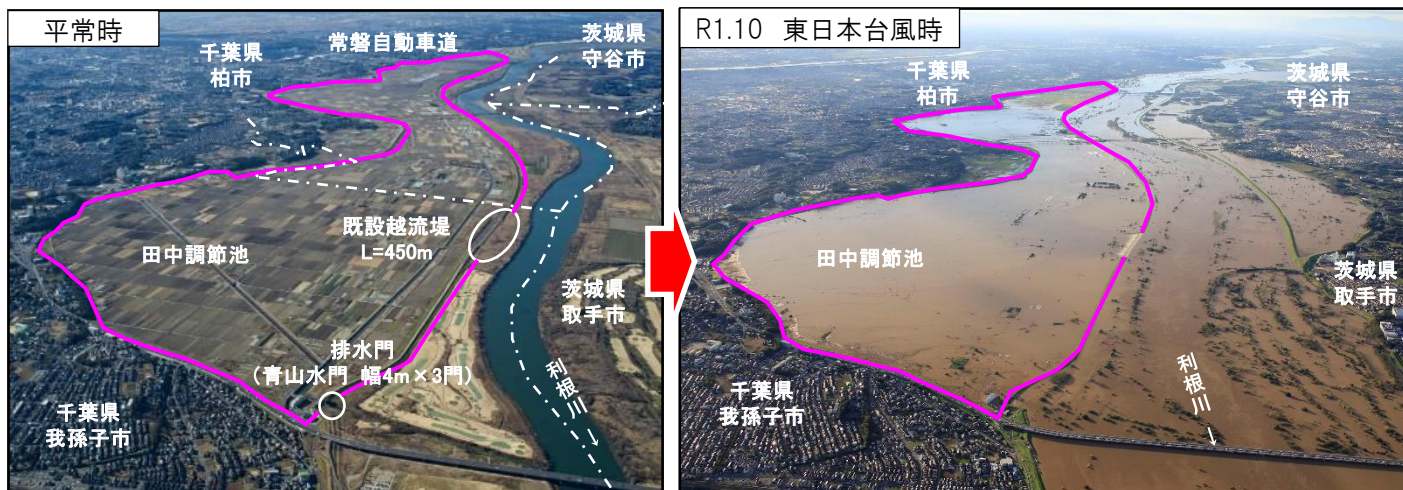 平常時
常磐自動車道
茨城県
守谷市
千葉県
柏市
既設越流堤
L=450m
田中調節池
茨城県
取手市
排水門
(青山水門 幅4m×3門)
利根川
千葉県
我孫子市
R1.10 東日本台風時
千葉県
柏市
茨城県
守谷市
田中調節池
茨城県
取手市
利根川
千葉県
我孫子市